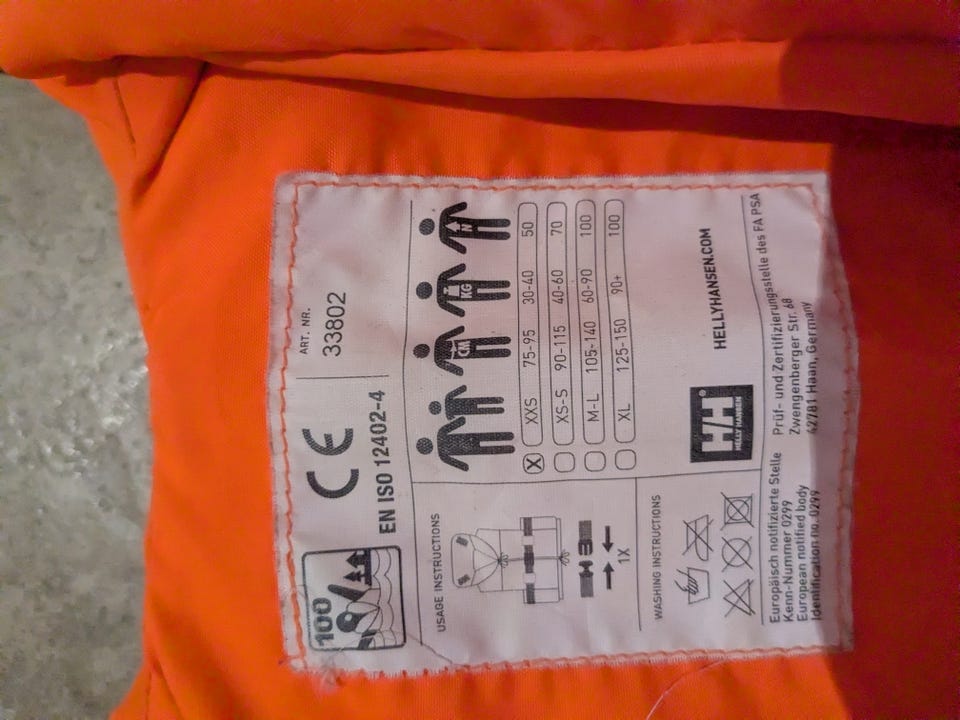 100
CE
EN ISO 12402-4
ART. NR.
33802
USAGE INSTRUCTIONS
1X
CM
KG
N
X XXS 75-95 30-40 50
XS-S 90-115 40-60 70
M-L 105-140 60-90 100
XL 125-150 90+ 100
WASHING INSTRUCTIONS
H/H
HELLY HANSEN
HELLYHANSEN.COM
Europäisch notifizierte Stelle
Kenn-Nummer 0299
European notified body
Identification no. 0299
Prüf- und Zertifizierungsstelle des FA PSA
Zwengenberger Str. 68
42781 Haan, Germany